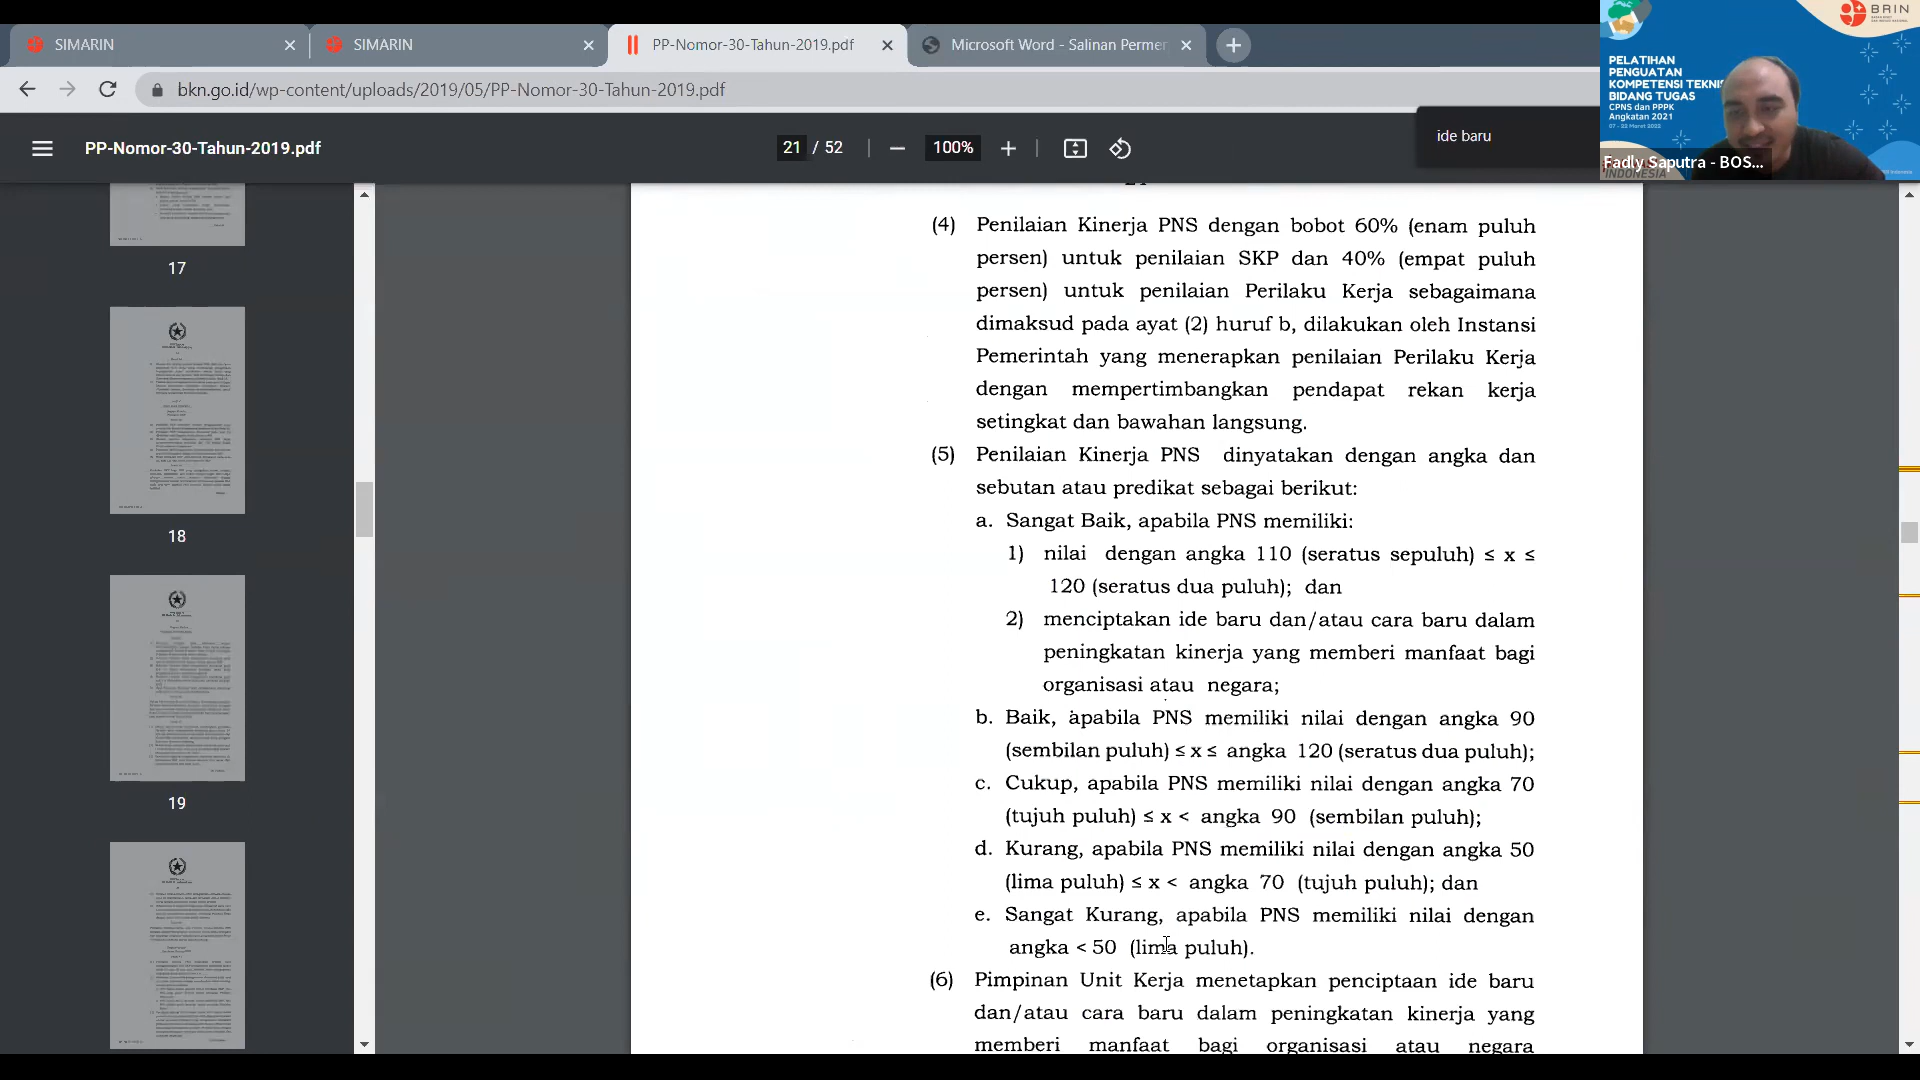 SIMARIN
SIMARIN
PP-Nomor-30-Tahun-2019.pdf
Microsoft Word - Salinan Permer
bkn.go.id/wp-content/uploads/2019/05/PP-Nomor-30-Tahun-2019.pdf
PP-Nomor-30-Tahun-2019.pdf
21 / 52
100%
ide baru
BRIN
PELATIHAN
PENGUATAN
KOMPETENSI TEKNIS
BIDANG TUGAS
CPNS dan PPPK
Angkatan 2021
Fadly Saputra - BOS...
INDONESIA
17
18
19
(4) Penilaian Kinerja PNS dengan bobot 60% (enam puluh
persen) untuk penilaian SKP dan 40% (empat puluh
persen) untuk penilaian Perilaku Kerja sebagaimana
dimaksud pada ayat (2) huruf b, dilakukan oleh Instansi
Pemerintah yang menerapkan penilaian Perilaku Kerja
dengan mempertimbangkan pendapat rekan kerja
setingkat dan bawahan langsung.
(5) Penilaian Kinerja PNS dinyatakan dengan angka dan
sebutan atau predikat sebagai berikut:
a. Sangat Baik, apabila PNS memiliki:
1) nilai dengan angka 110 (seratus sepuluh) ≤ x ≤
120 (seratus dua puluh); dan
2) menciptakan ide baru dan/atau cara baru dalam
peningkatan kinerja yang memberi manfaat bagi
organisasi atau negara;
b. Baik, apabila PNS memiliki nilai dengan angka 90
(sembilan puluh) ≤ x ≤ angka 120 (seratus dua puluh);
c. Cukup, apabila PNS memiliki nilai dengan angka 70
(tujuh puluh) ≤ x < angka 90 (sembilan puluh);
d. Kurang, apabila PNS memiliki nilai dengan angka 50
(lima puluh) ≤ x < angka 70 (tujuh puluh); dan
e. Sangat Kurang, apabila PNS memiliki nilai dengan
angka < 50 (lima puluh).
(6) Pimpinan Unit Kerja menetapkan penciptaan ide baru
dan/atau cara baru dalam peningkatan kinerja yang
memberi manfaat bagi organisasi atau negara